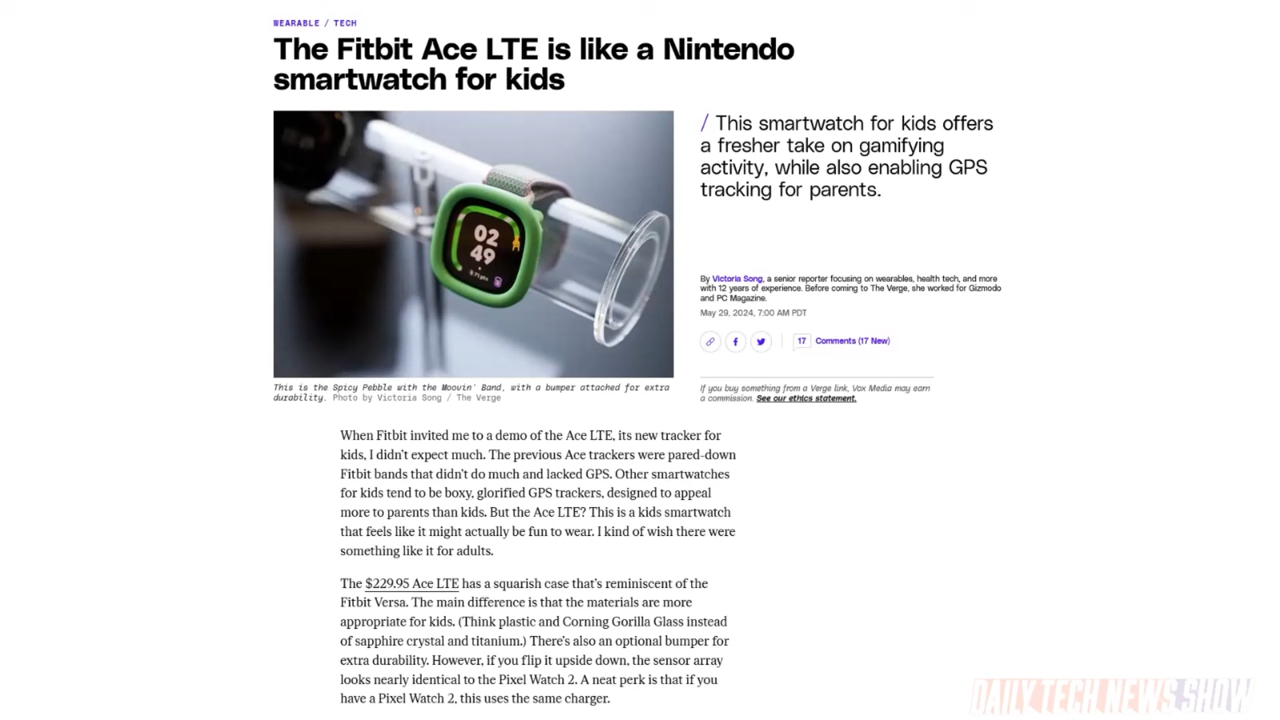 WEARABLE / TECH
The Fitbit Ace LTE is like a Nintendo
smartwatch for kids
02
49
/ This smartwatch for kids offers
a fresher take on gamifying
activity, while also enabling GPS
tracking for parents.
By Victoria Song, a senior reporter focusing on wearables, health tech, and more
with 12 years of experience. Before coming to The Verge, she worked for Gizmodo
and PC Magazine.
May 29, 2024, 7:00 AM PDT
17 Comments (17 New)
This is the Spicy Pebble with the Moovin' Band, with a bumper attached for extra
durability. Photo by Victoria Song / The Verge
If you buy something from a Verge link, Vox Media may earn
a commission. See our ethics statement.
When Fitbit invited me to a demo of the Ace LTE, its new tracker for
kids, I didn't expect much. The previous Ace trackers were pared-down
Fitbit bands that didn't do much and lacked GPS. Other smartwatches
for kids tend to be boxy, glorified GPS trackers, designed to appeal
more to parents than kids. But the Ace LTE? This is a kids smartwatch
that feels like it might actually be fun to wear. I kind of wish there were
something like it for adults.
The $229.95 Ace LTE has a squarish case that's reminiscent of the
Fitbit Versa. The main difference is that the materials are more
appropriate for kids. (Think plastic and Corning Gorilla Glass instead
of sapphire crystal and titanium.) There's also an optional bumper for
extra durability. However, if you flip it upside down, the sensor array
looks nearly identical to the Pixel Watch 2. A neat perk is that if you
have a Pixel Watch 2, this uses the same charger.
DAILY TECH NEWS SHOW